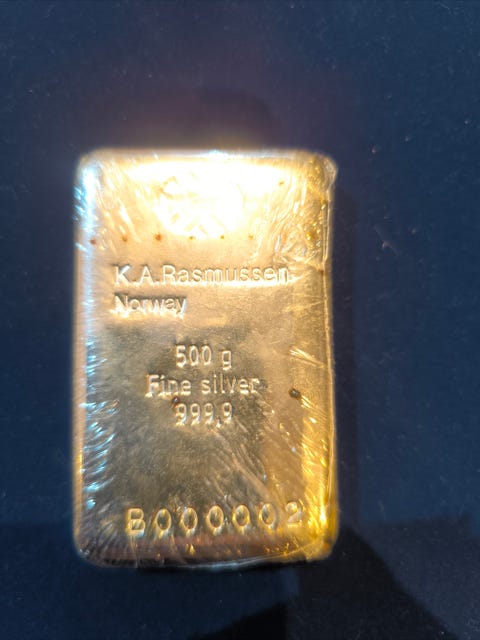 K.A.Rasmussen
Norway
500 g
Fine silver
999,9
B000002